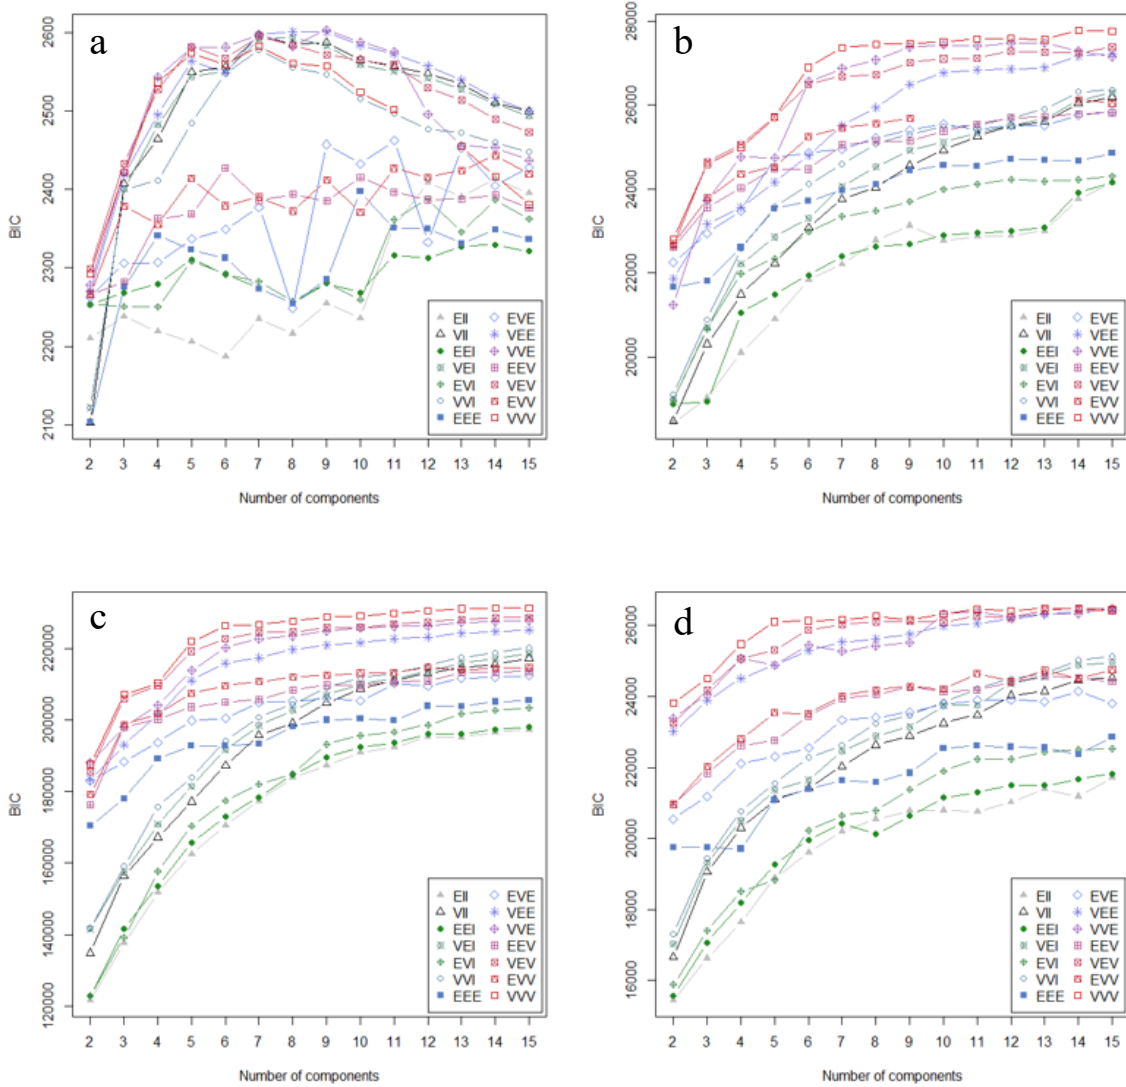 a
2600
2500
2400
2300
2200
2100
BIC
EII EVE
VII VEE
EEI VVE
VEI EEV
EVI VEV
VVI EVV
EEE VVV
2 3 4 5 6 7 8 9 10 11 12 13 14 15
Number of components
b
28000
26000
24000
22000
20000
BIC
EII EVE
VII VEE
EEI VVE
VEI EEV
EVI VEV
VVI EVV
EEE VVV
2 3 4 5 6 7 8 9 10 11 12 13 14 15
Number of components
c
220000
200000
180000
160000
140000
120000
BIC
EII EVE
VII VEE
EEI VVE
VEI EEV
EVI VEV
VVI EVV
EEE VVV
2 3 4 5 6 7 8 9 10 11 12 13 14 15
Number of components
d
26000
24000
22000
20000
18000
16000
BIC
EII EVE
VII VEE
EEI VVE
VEI EEV
EVI VEV
VVI EVV
EEE VVV
2 3 4 5 6 7 8 9 10 11 12 13 14 15
Number of components